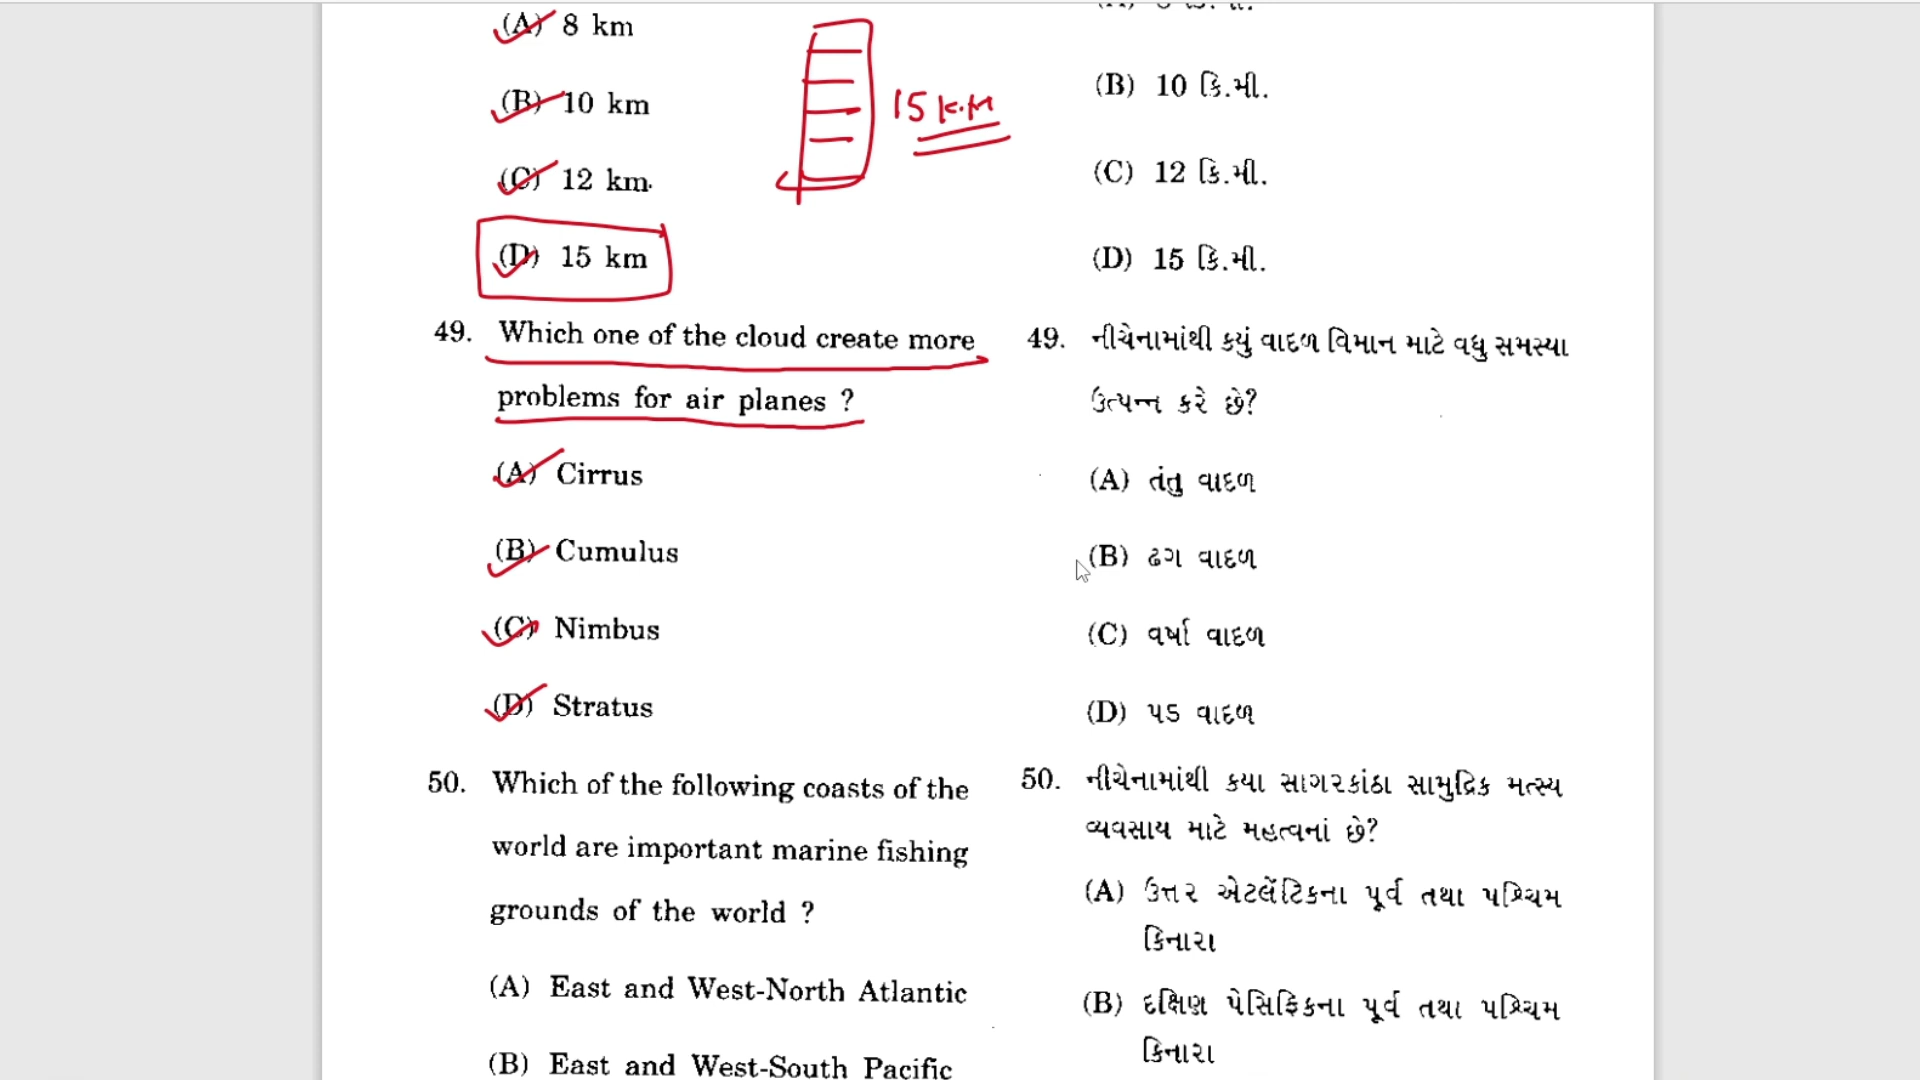 (A) 8 km
(B) 10 km
(C) 12 km.
(D) 15 km
15 K.M
49. Which one of the cloud create more
problems for air planes ?
(A) Cirrus
(B) Cumulus
(C) Nimbus
(D) Stratus
50. Which of the following coasts of the
world are important marine fishing
grounds of the world ?
(A) East and West-North Atlantic
(B) East and West-South Pacific
(B) 10 કિ.મી.
(C) 12 કિ.મી.
(D) 15 કિ.મી.
49. નીચેનામાંથી કયું વાદળ વિમાન માટે વધુ સમસ્યા
ઉત્પન્ન કરે છે?
(A) તંતુ વાદળ
(B) ઢગ વાદળ
(C) વર્ષા વાદળ
(D) પડ વાદળ
50. નીચેનામાંથી કયા સાગરકાંઠા સામુદ્રિક મત્સ્ય
વ્યવસાય માટે મહત્વનાં છે?
(A) ઉત્તર એટલેંટિકના પૂર્વ તથા પશ્ચિમ
કિનારા
(B) દક્ષિણ પેસિફિકના પૂર્વ તથા પશ્ચિમ
કિનારા